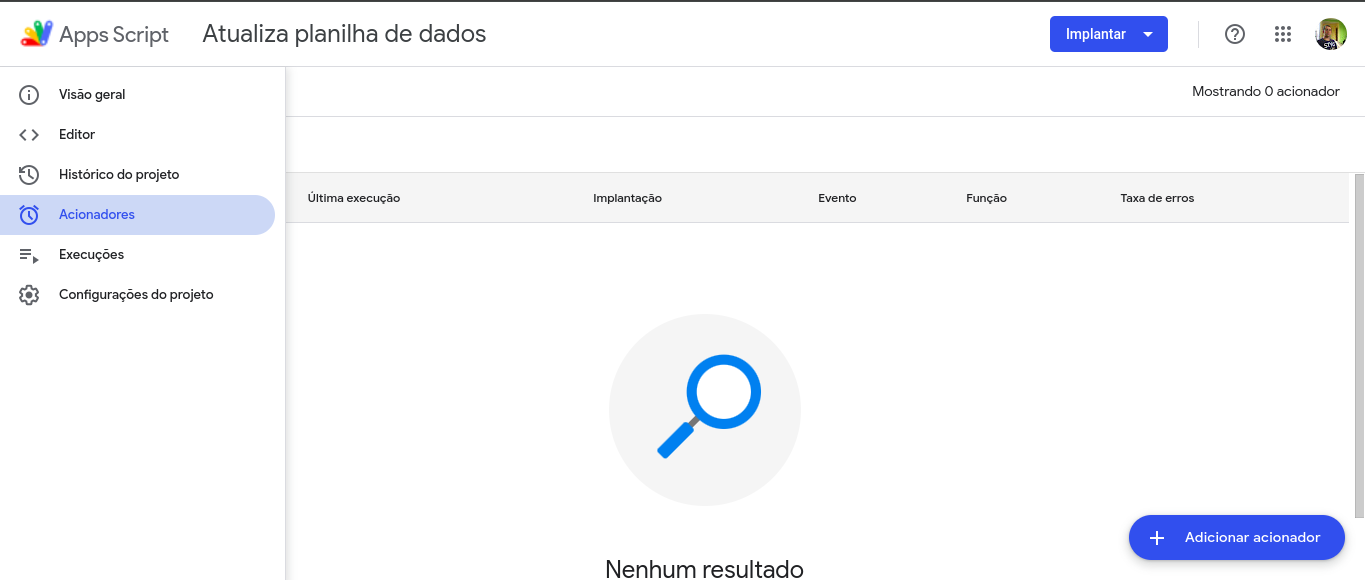 Apps Script
Atualiza planilha de dados
Implantar
Visão geral
Mostrando 0 acionador
Editor
Histórico do projeto
Acionadores
Execuções
Configurações do projeto
Última execução
Implantação
Evento
Função
Taxa de erros
Nenhum resultado
Adicionar acionador